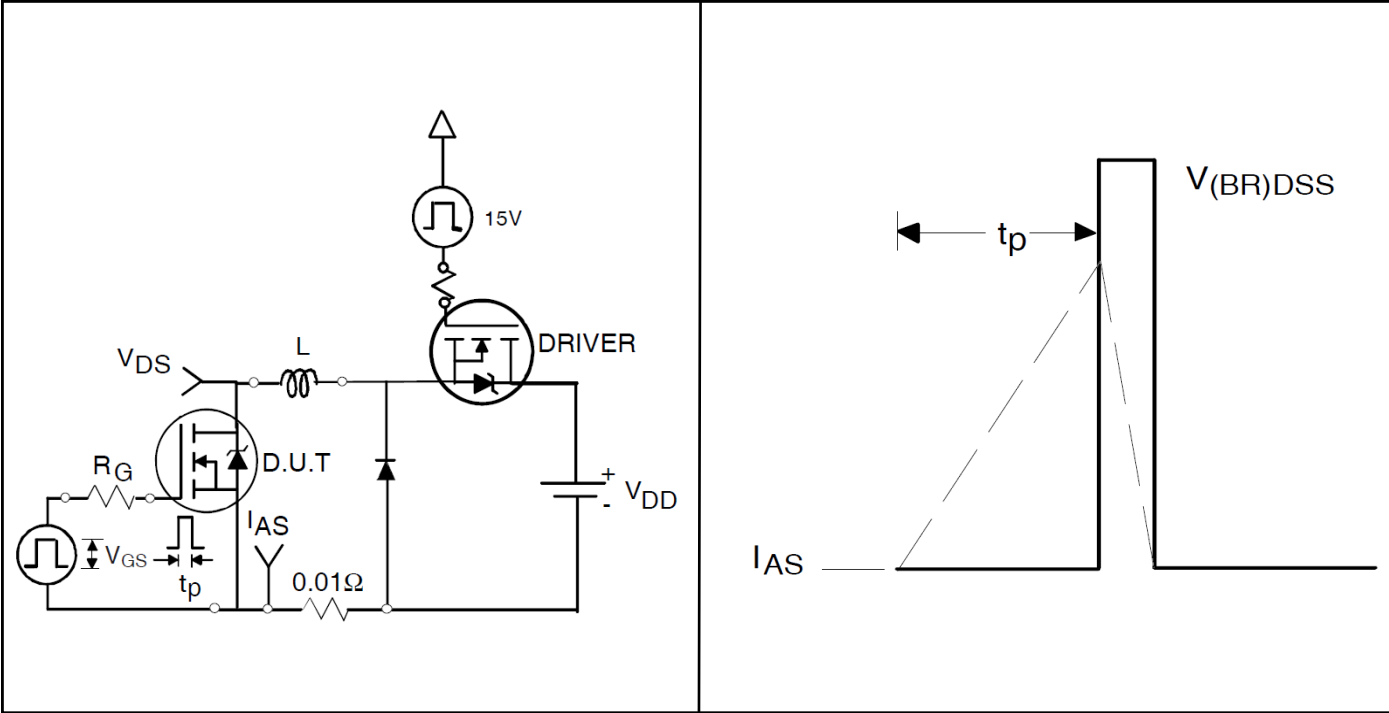 15V
DRIVER
L
VDS
D.U.T
RG
+
VDD
-
IAS
VGS
tp
0.01Ω
V(BR)DSS
tp
IAS